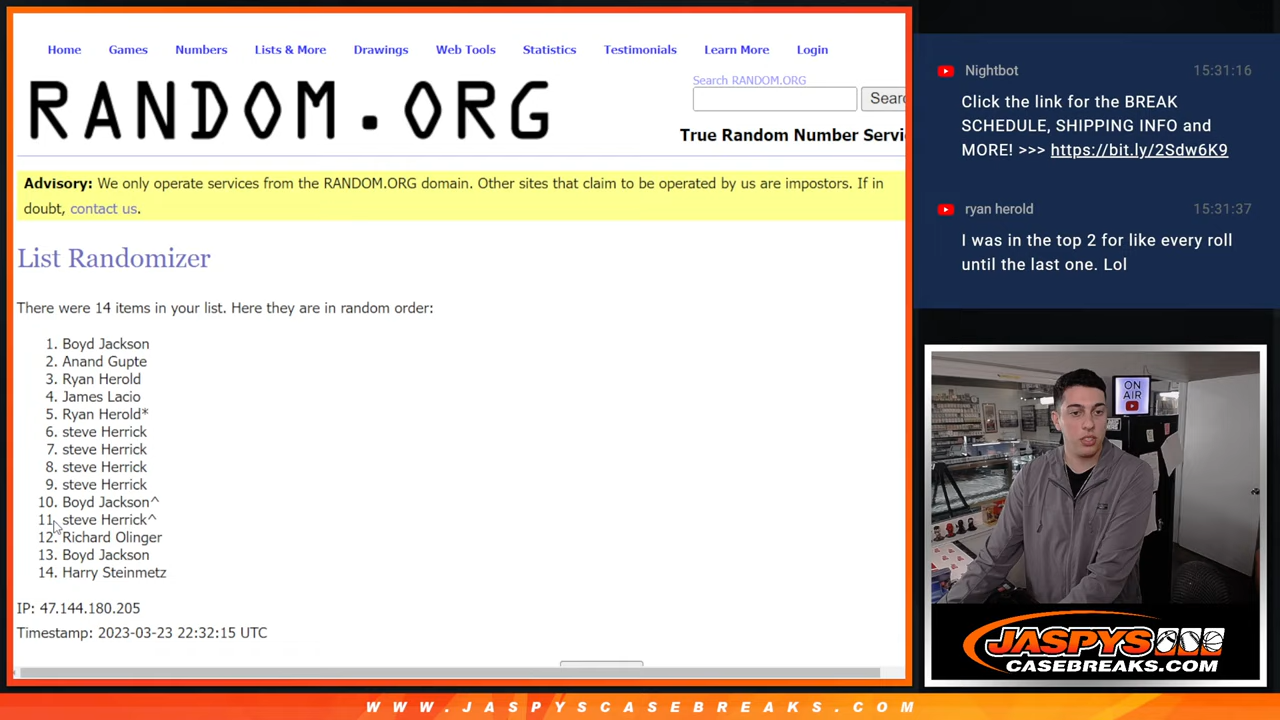 Home Games Numbers Lists & More Drawings Web Tools Statistics Testimonials Learn More Login
RANDOM.ORG
Search RANDOM.ORG
Sear
True Random Number Servi
Advisory: We only operate services from the RANDOM.ORG domain. Other sites that claim to be operated by us are impostors. If in
doubt, contact us.
List Randomizer
There were 14 items in your list. Here they are in random order:
1. Boyd Jackson
2. Anand Gupte
3. Ryan Herold
4. James Lacio
5. Ryan Herold*
6. steve Herrick
7. steve Herrick
8. steve Herrick
9. steve Herrick
10. Boyd Jackson^
11. steve Herrick^
12. Richard Olinger
13. Boyd Jackson
14. Harry Steinmetz
IP: 47.144.180.205
Timestamp: 2023-03-23 22:32:15 UTC
Nightbot 15:31:16
Click the link for the BREAK
SCHEDULE, SHIPPING INFO and
MORE! >>> https://bit.ly/2Sdw6K9
ryan herold 15:31:37
I was in the top 2 for like every roll
until the last one. Lol
ON
AIR
JASPYS
CASEBREAKS.COM
WWW.JASPYSCASEBREAKS.COM